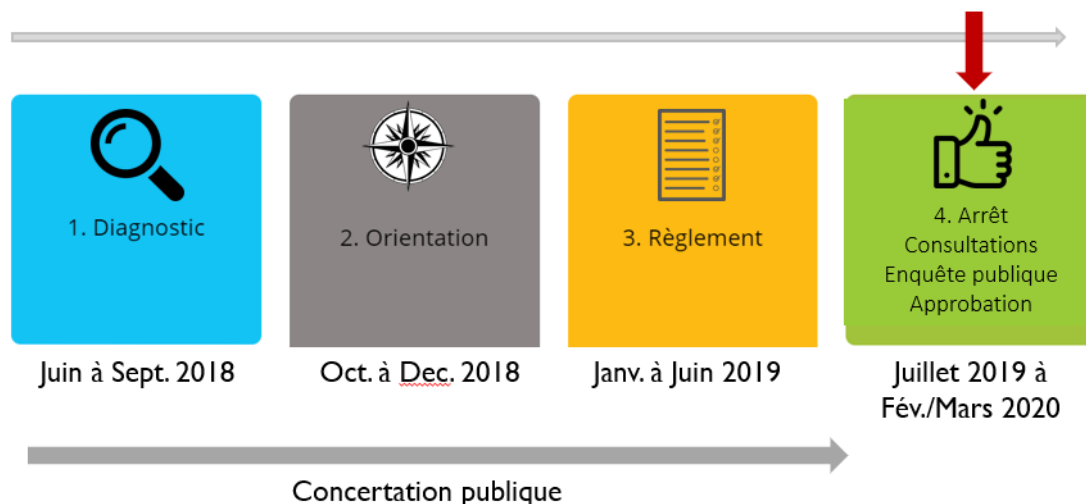 1. Diagnostic
2. Orientation
3. Règlement
4. Arrêt
Consultations
Enquête publique
Approbation
Juin à Sept. 2018
Oct. à Dec. 2018
Janv. à Juin 2019
Juillet 2019 à
Fév./Mars 2020
Concertation publique